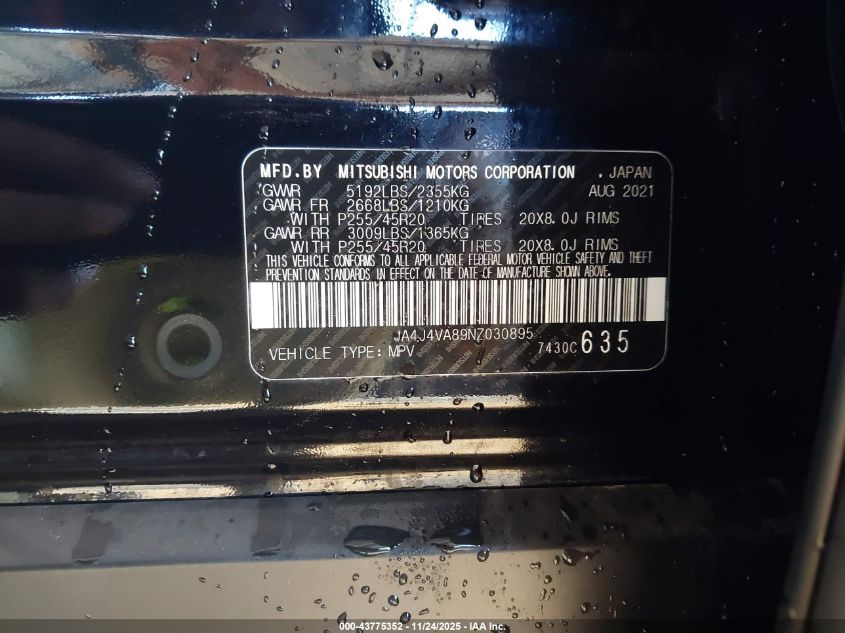 MFD.BY MITSUBISHI MOTORS CORPORATION .JAPAN
GVWR 5192LBS/2355KG AUG 2021
GAWR FR 2668LBS/1210KG
WITH P255/45R20 TIRES 20X8.0J RIMS
GAWR RR 3009LBS/1365KG
WITH P255/45R20 TIRES 20X8.0J RIMS
THIS VEHICLE CONFORMS TO ALL APPLICABLE FEDERAL MOTOR VEHICLE SAFETY AND THEFT
PREVENTION STANDARDS IN EFFECT ON THE DATE OF MANUFACTURE SHOWN ABOVE.
JA4J4VA89NZ030895
VEHICLE TYPE: MPV 7430C 635
000-43775352 - 11/24/2025 - IAA Inc.